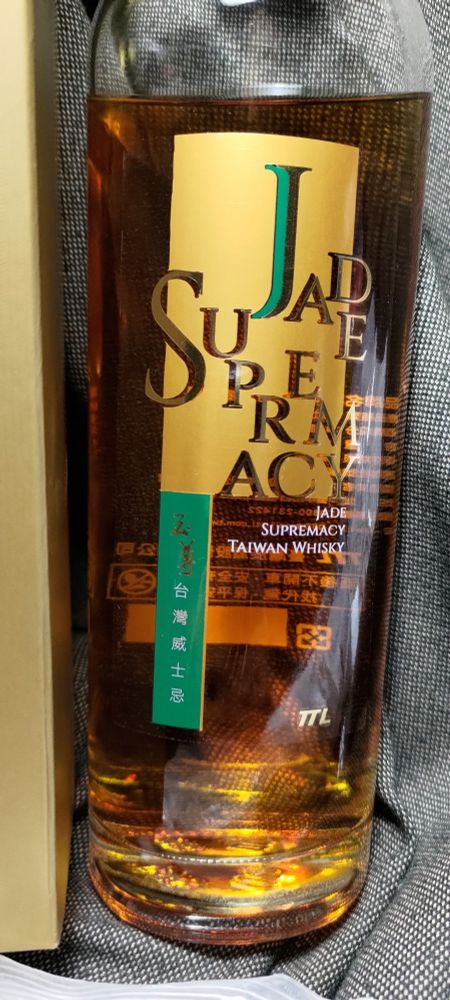 JADE
SUPREMACY
JADE
SUPREMACY
TAIWAN WHISKY
玉尊
台灣威士忌
TTL